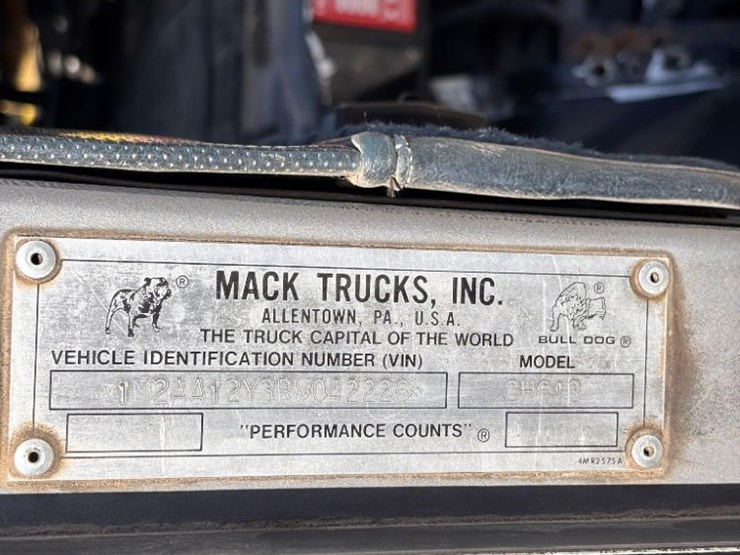 MACK TRUCKS, INC.
ALLENTOWN, PA., U.S.A.
THE TRUCK CAPITAL OF THE WORLD
BULL DOG ®
VEHICLE IDENTIFICATION NUMBER (VIN)
MODEL
"PERFORMANCE COUNTS" ®
4MR2575A